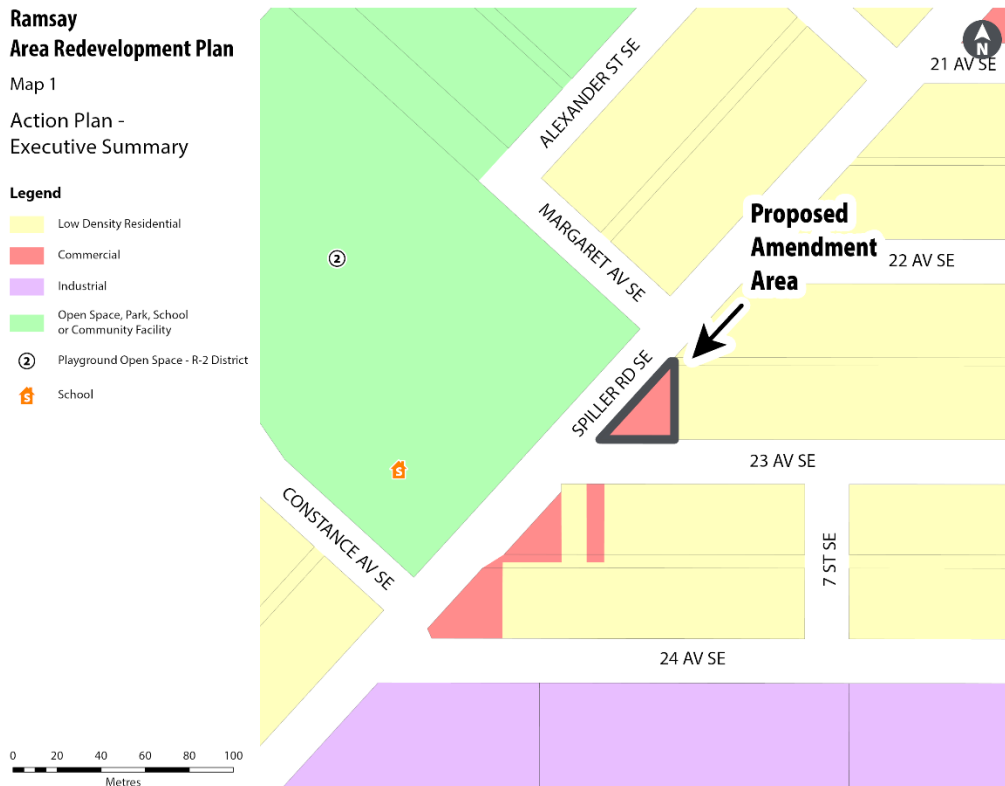 Ramsay
Area Redevelopment Plan
Map 1
Action Plan -
Executive Summary
Legend
Low Density Residential
Commercial
Industrial
Open Space, Park, School
or Community Facility
2 Playground Open Space - R-2 District
S School
0 20 40 60 80 100
Metres
N
21 AV SE
ALEXANDER ST SE
MARGARET AV SE
Proposed
Amendment
Area
22 AV SE
2
SPILLER RD SE
23 AV SE
S
CONSTANCE AV SE
7 ST SE
24 AV SE